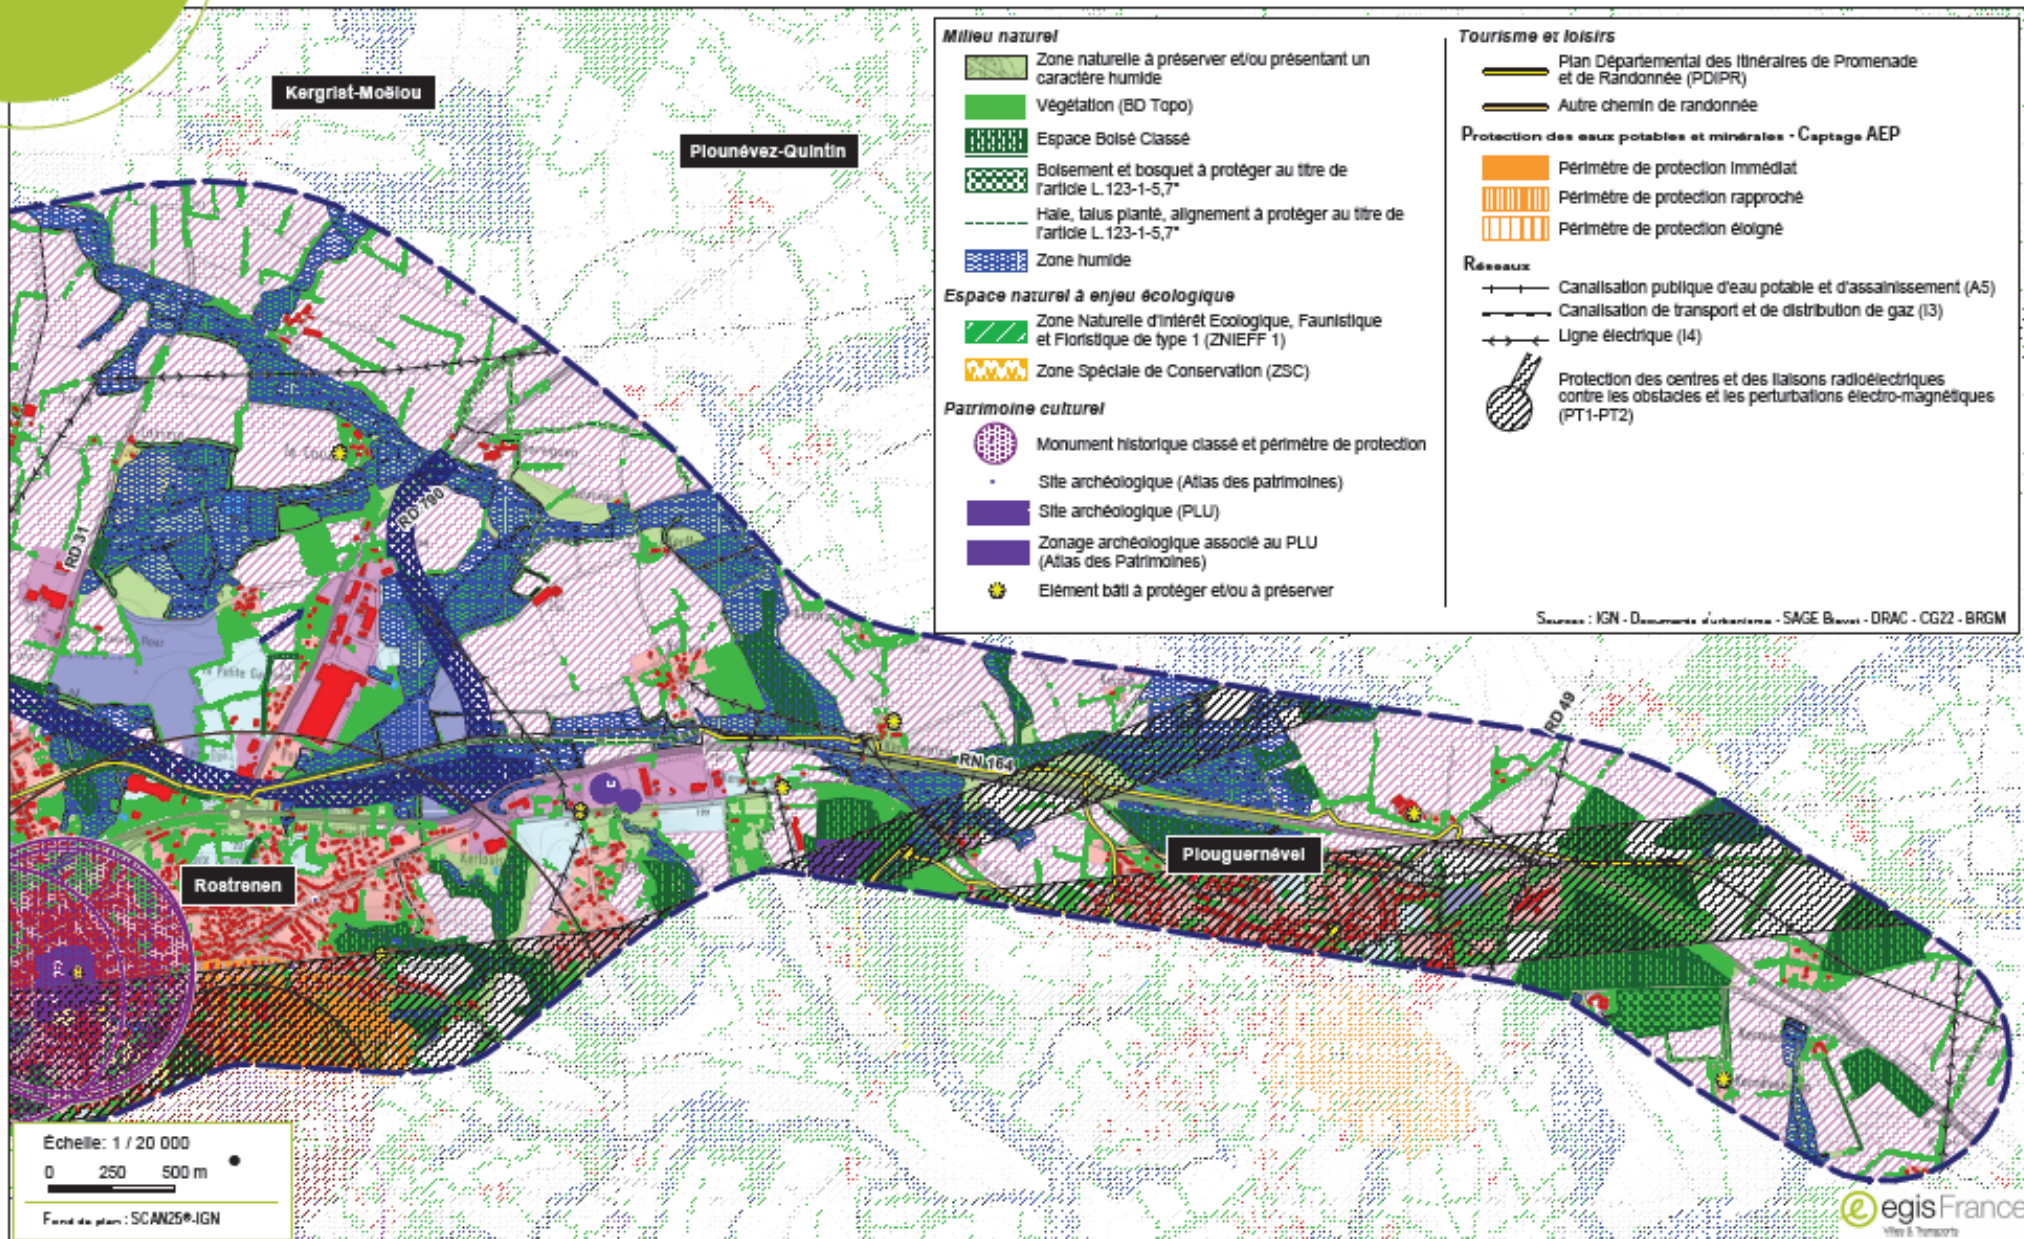 Kergrist-Moëlou
Plounévez-Quintin
Milieu naturel
Zone naturelle à préserver et/ou présentant un
caractère humide
Végétation (BD Topo)
Espace Boisé Classé
Boisement et bosquet à protéger au titre de
l'article L.123-1-5,7°
Haie, talus planté, alignement à protéger au titre de
l'article L.123-1-5,7°
Zone humide
Espace naturel à enjeu écologique
Zone Naturelle d'Intérêt Ecologique, Faunistique
et Floristique de type 1 (ZNIEFF 1)
Zone Spéciale de Conservation (ZSC)
Patrimoine culturel
Monument historique classé et périmètre de protection
Site archéologique (Atlas des patrimoines)
Site archéologique (PLU)
Zonage archéologique associé au PLU
(Atlas des Patrimoines)
Elément bâti à protéger et/ou à préserver
Tourisme et loisirs
Plan Départemental des Itinéraires de Promenade
et de Randonnée (PDIPR)
Autre chemin de randonnée
Protection des eaux potables et minérales - Captage AEP
Périmètre de protection immédiat
Périmètre de protection rapproché
Périmètre de protection éloigné
Réseaux
Canalisation publique d'eau potable et d'assainissement (A5)
Canalisation de transport et de distribution de gaz (I3)
Ligne électrique (I4)
Protection des centres et des liaisons radioélectriques
contre les obstacles et les perturbations électro-magnétiques
(PT1-PT2)
Sources : IGN - Documents d'urbanisme - SAGE Blavet - DRAC - CG22 - BRGM
RD 790
RD 31
RD 49
RN 164
Plouguernével
Rostrenen
Échelle: 1 / 20 000
0 250 500 m
Fond de plan : SCAN25®-IGN
egis France
Villes & Transports